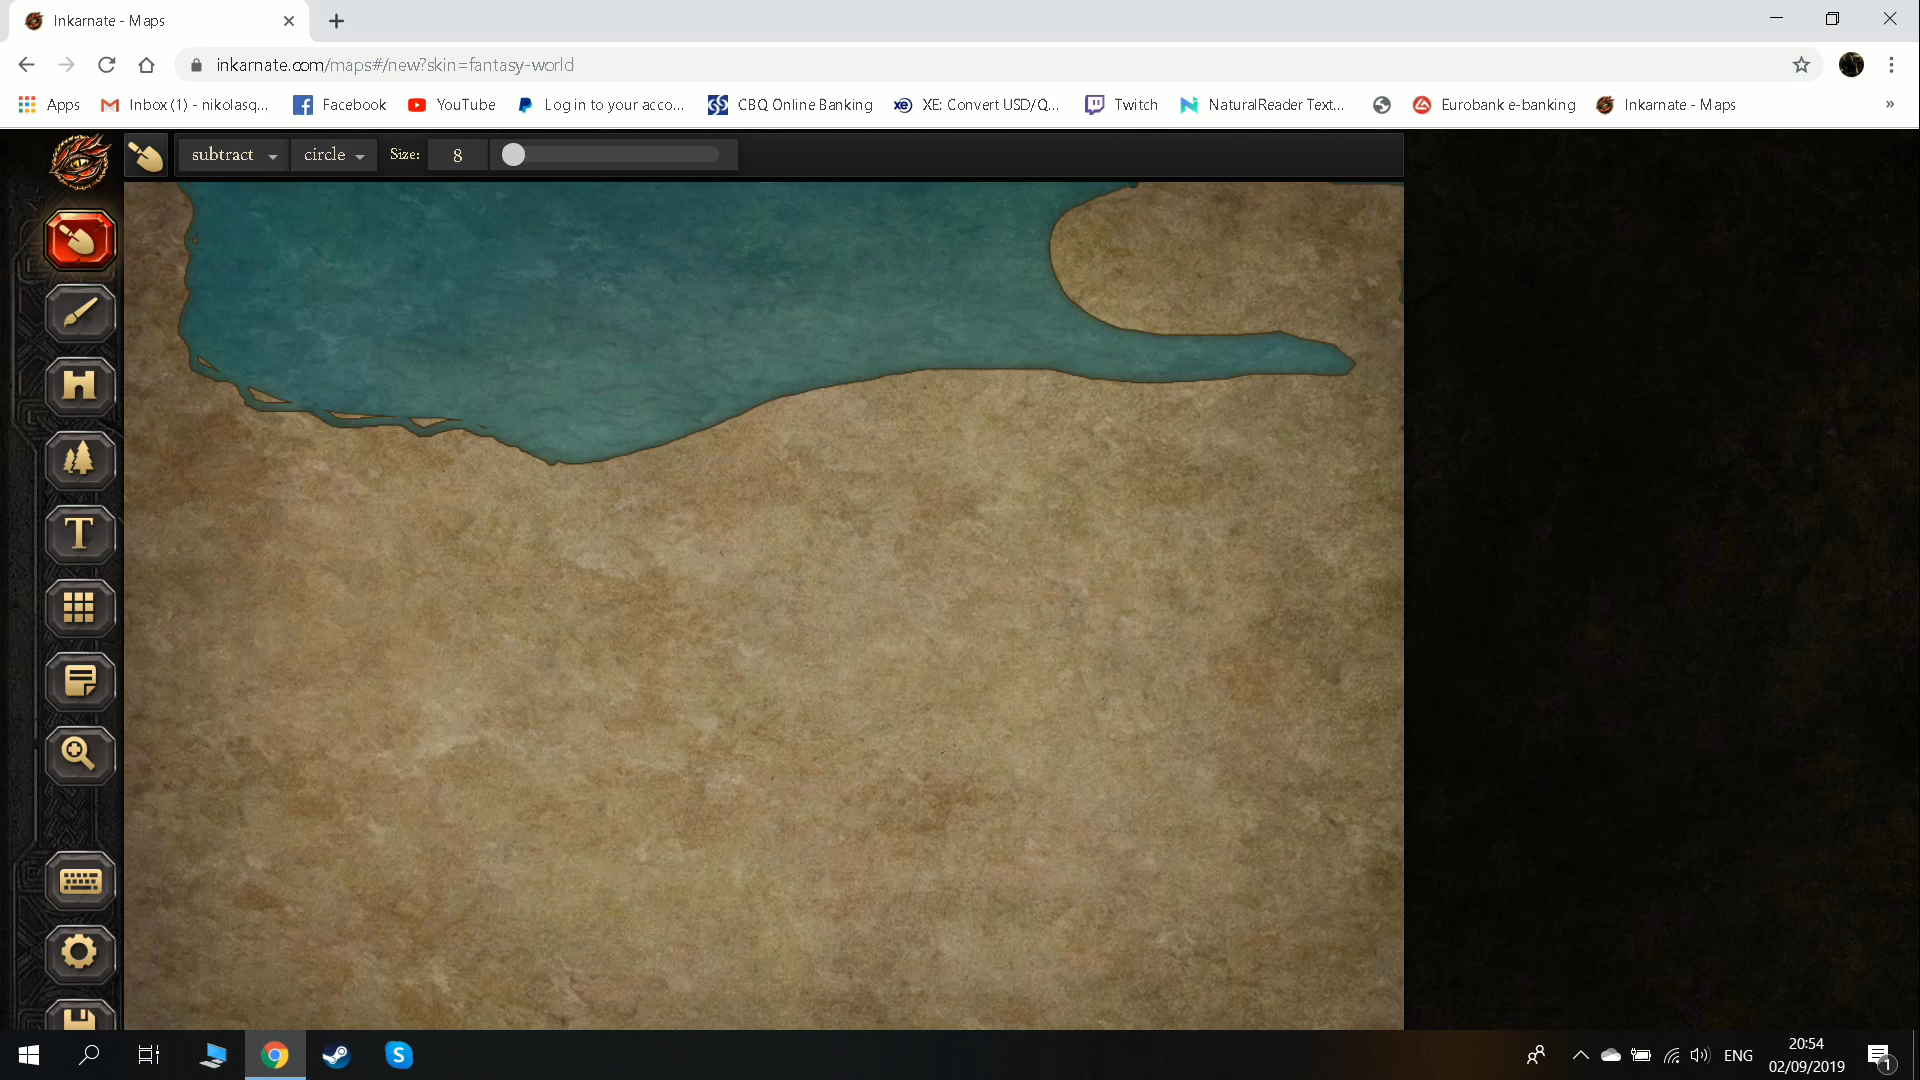 Inkarnate - Maps
inkarnate.com/maps#/new?skin=fantasy-world
Apps Inbox (1) - nikolasq... Facebook YouTube Log in to your acco... CBQ Online Banking XE: Convert USD/Q... Twitch NaturalReader Text... Eurobank e-banking Inkarnate - Maps »
subtract circle Size: 8
T
ENG
20:54
02/09/2019
1